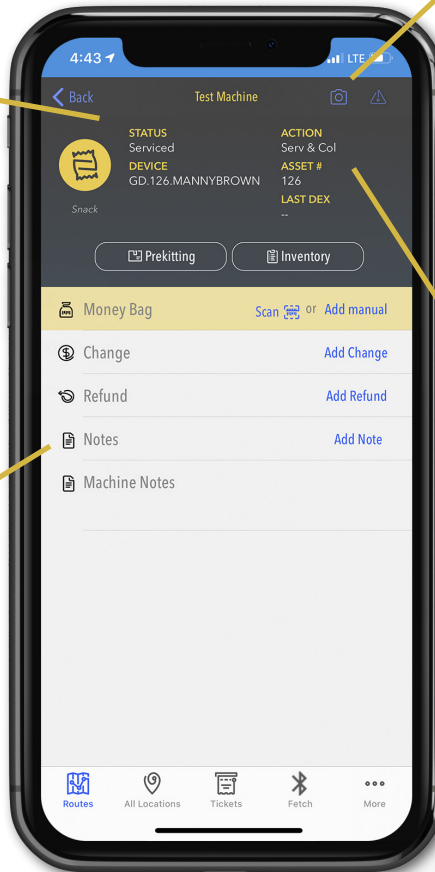 4:43 LTE
Back Test Machine
STATUS ACTION
Serviced Serv & Col
DEVICE ASSET #
GD.126.MANNYBROWN 126
LAST DEX
--
Snack
Prekitting Inventory
Money Bag Scan or Add manual
Change Add Change
Refund Add Refund
Notes Add Note
Machine Notes
Routes All Locations Tickets Fetch More